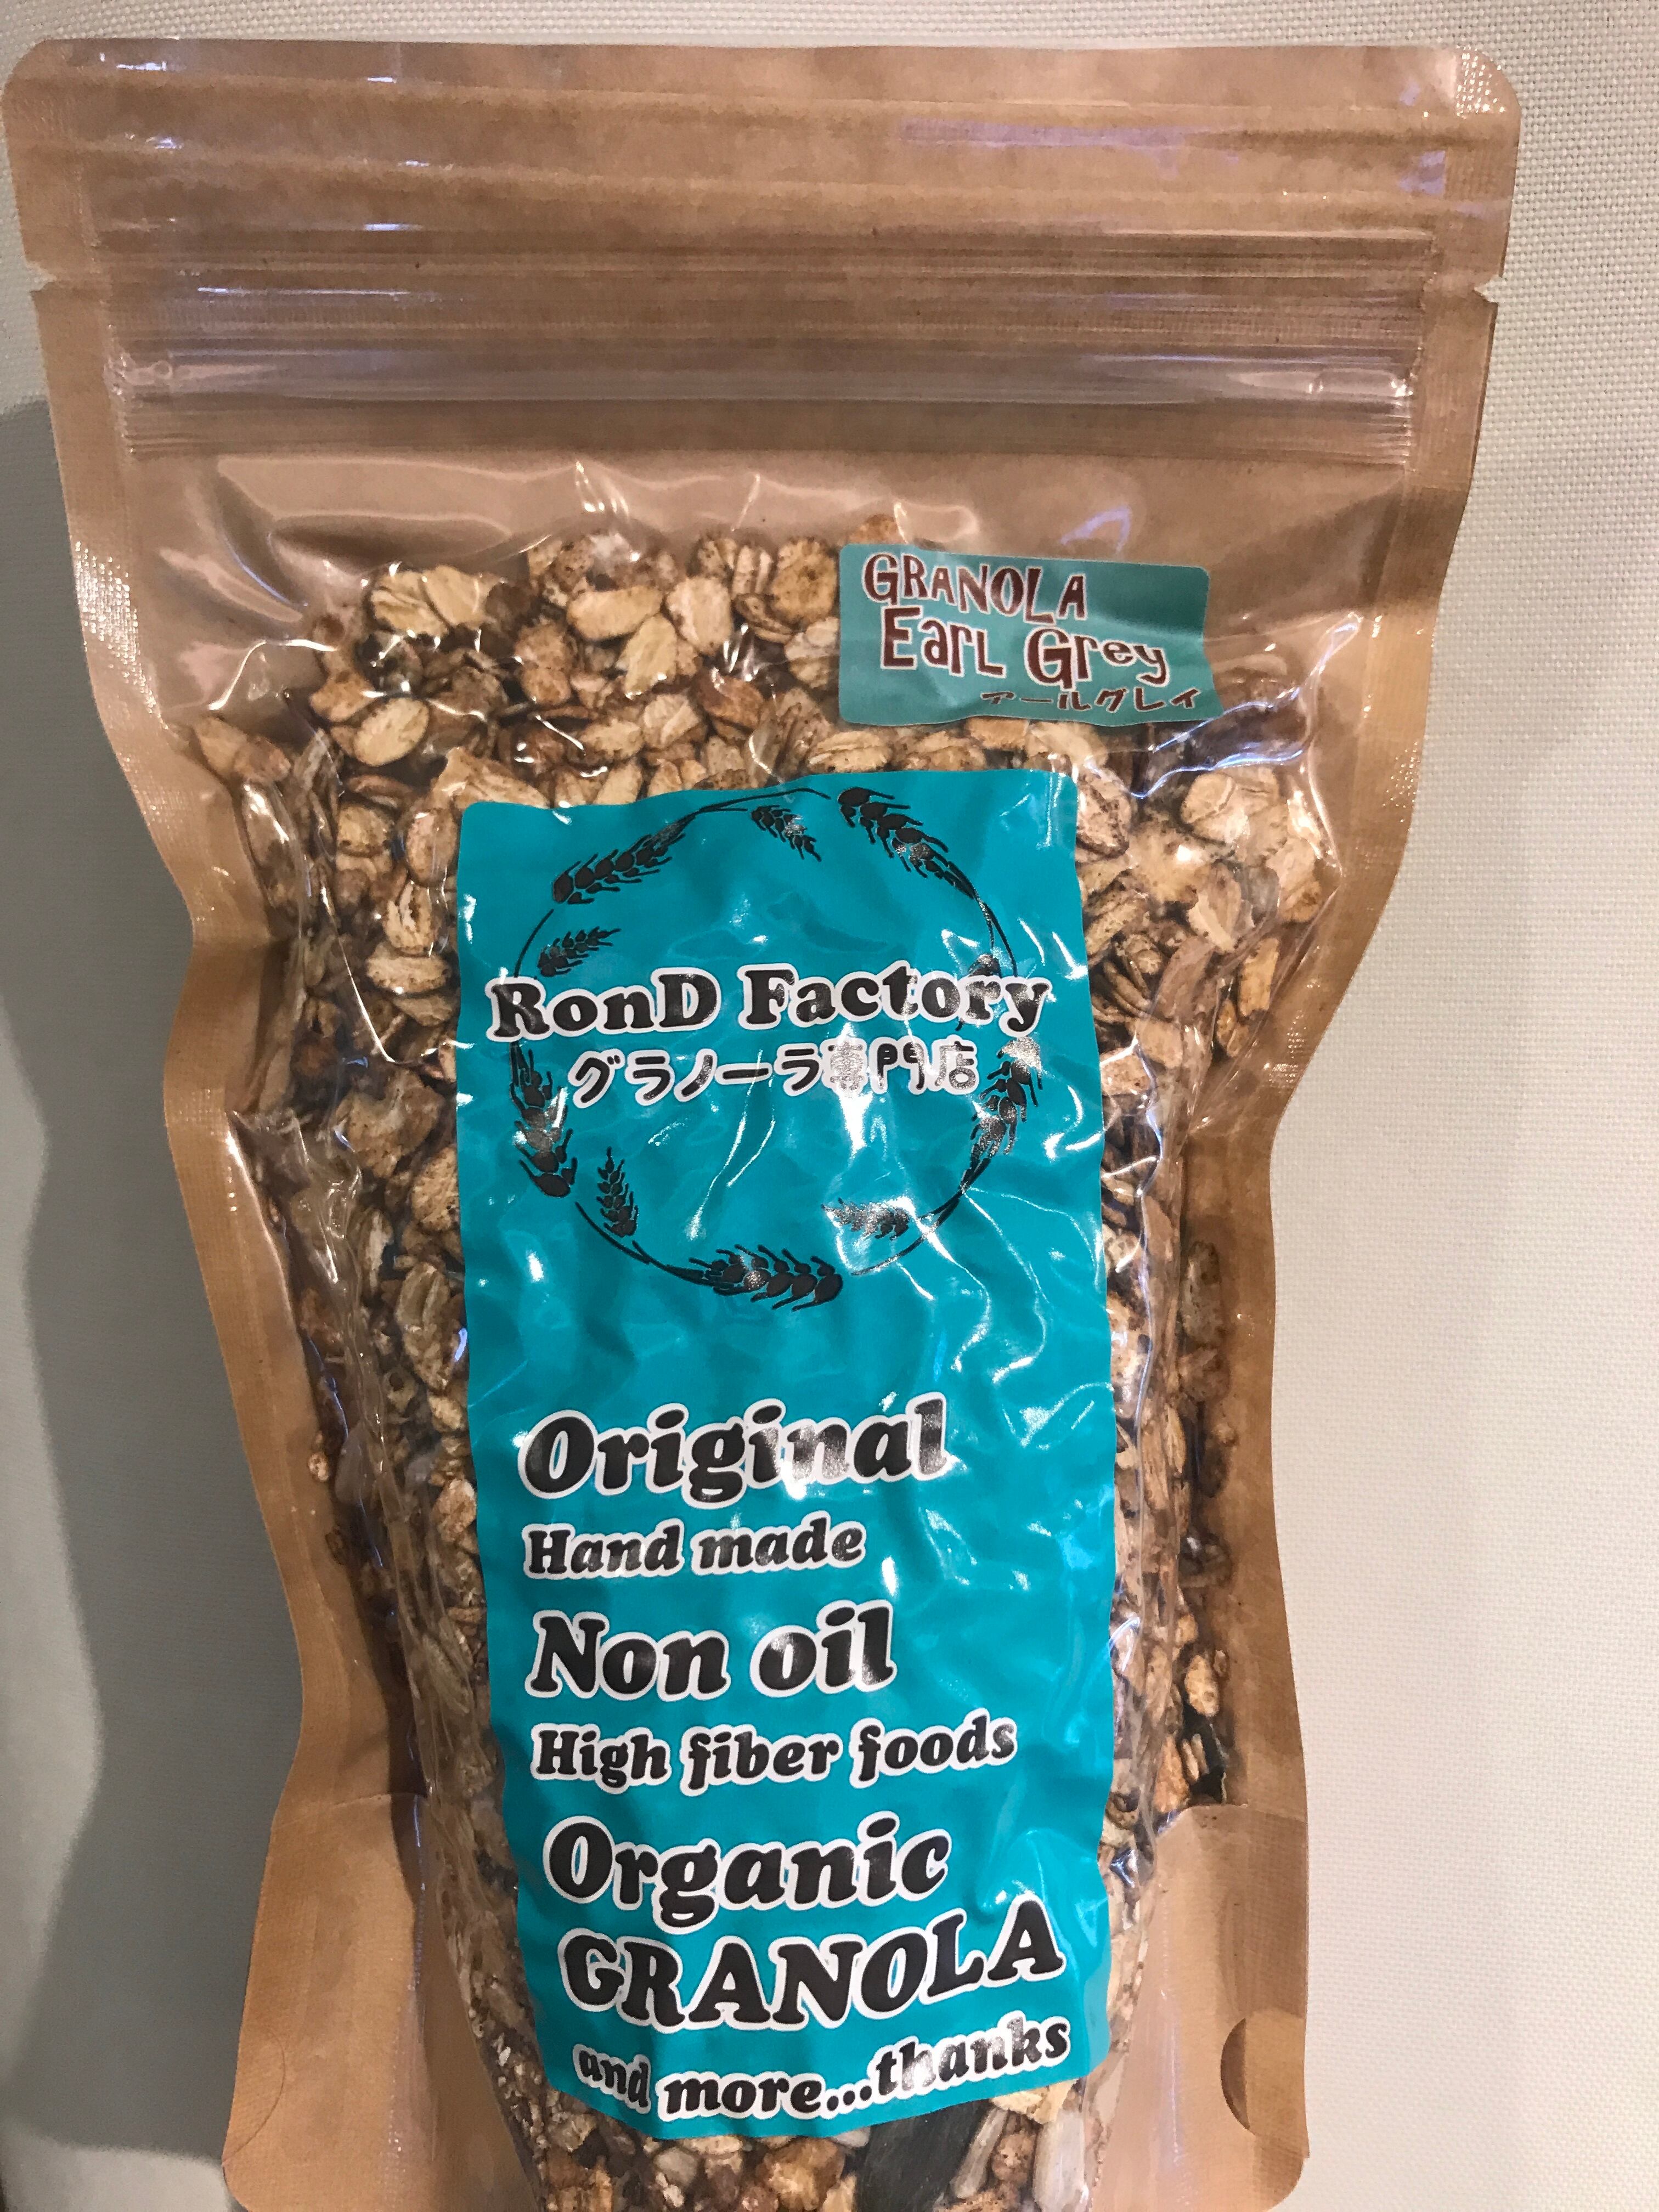 GRANOLA
Earl Grey
アールグレイ
RonD Factory
グラノーラ専門店
Original
Hand made
Non oil
High fiber foods
Organic
GRANOLA
and more...thanks